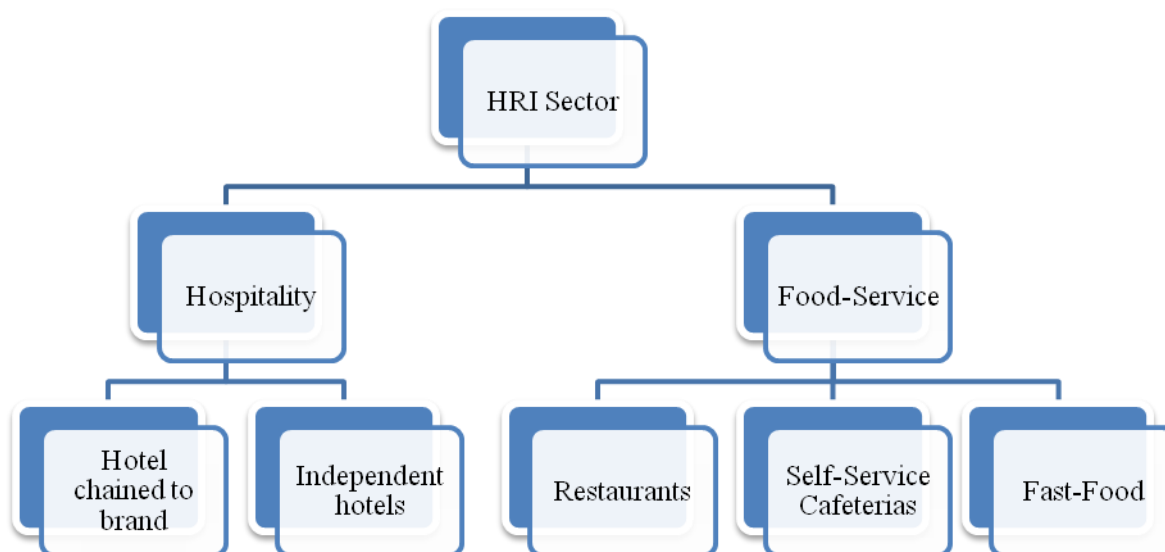 HRI Sector
Hospitality
Food-Service
Hotel
chained to
brand
Independent
hotels
Restaurants
Self-Service
Cafeterias
Fast-Food